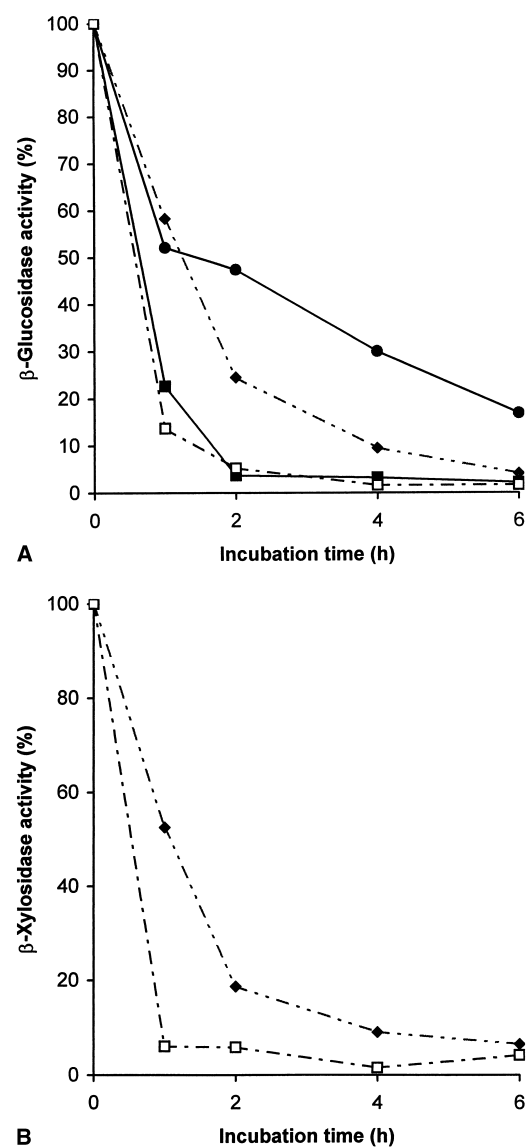 100
90
80
70
60
50
40
30
20
10
0
β-Glucosidase activity (%)
0 2 4 6
A Incubation time (h)
100
80
60
40
20
0
β-Xylosidase activity (%)
0 2 4 6
B Incubation time (h)